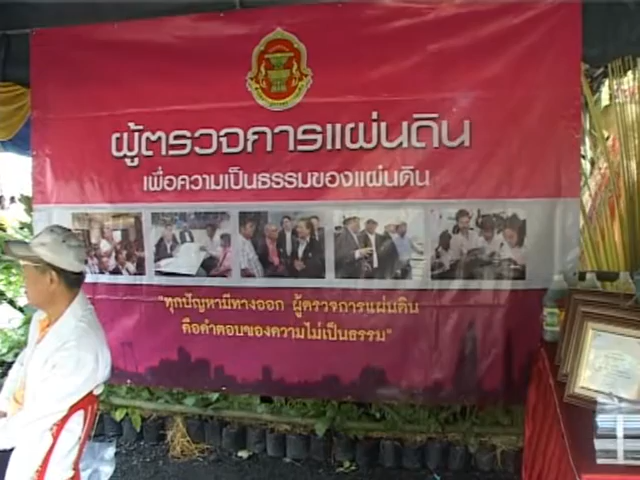 ผู้ตรวจการแผ่นดิน
เพื่อความเป็นธรรมของแผ่นดิน
"ทุกปัญหามีทางออก ผู้ตรวจการแผ่นดิน
คือคำตอบของความไม่เป็นธรรม"